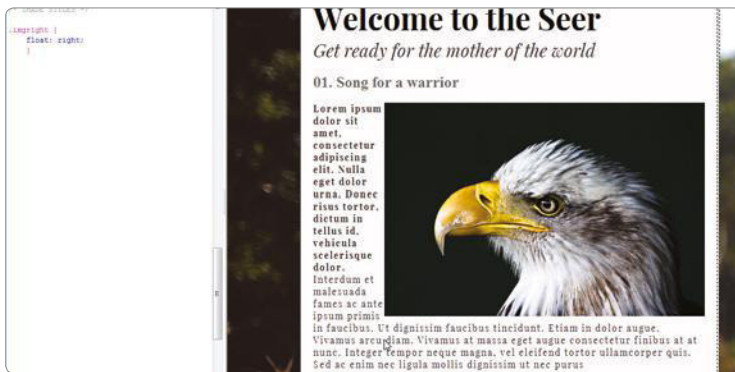 /* IMAGE STYLES */
.imgright {
float: right;
}
Welcome to the Seer
Get ready for the mother of the world
01. Song for a warrior
Lorem ipsum
dolor sit
amet,
consectetur
adipiscing
elit. Nulla
eget dolor
urna. Donec
risus tortor,
dictum in
tellus id,
vehicula
scelerisque
dolor.
Interdum et
malesuada
fames ac ante
ipsum primis
in faucibus. Ut dignissim faucibus tincidunt. Etiam in dolor augue.
Vivamus arcu diam. Vivamus at massa eget augue consectetur finibus at at
nunc. Integer tempor neque magna, vel eleifend tortor ullamcorper quis.
Sed ac enim nec ligula mollis dignissim ut nec purus